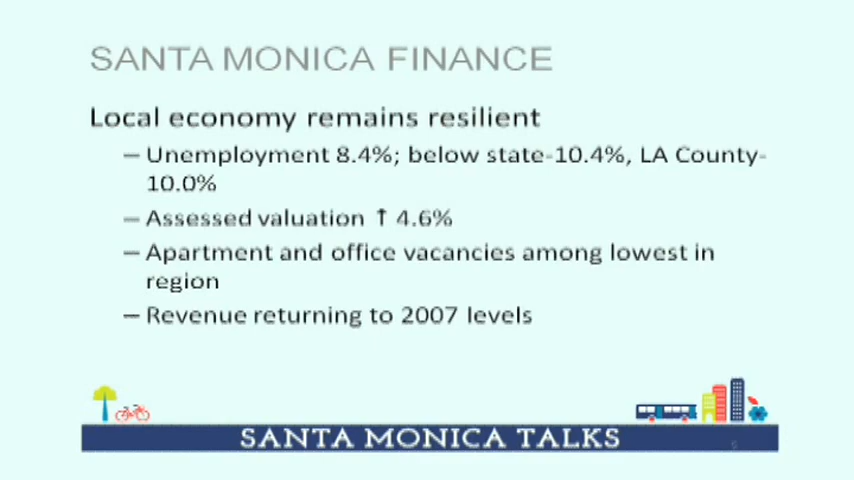 SANTA MONICA FINANCE
Local economy remains resilient
– Unemployment 8.4%; below state-10.4%, LA County-
10.0%
– Assessed valuation ↑ 4.6%
– Apartment and office vacancies among lowest in
region
– Revenue returning to 2007 levels
SANTA MONICA TALKS